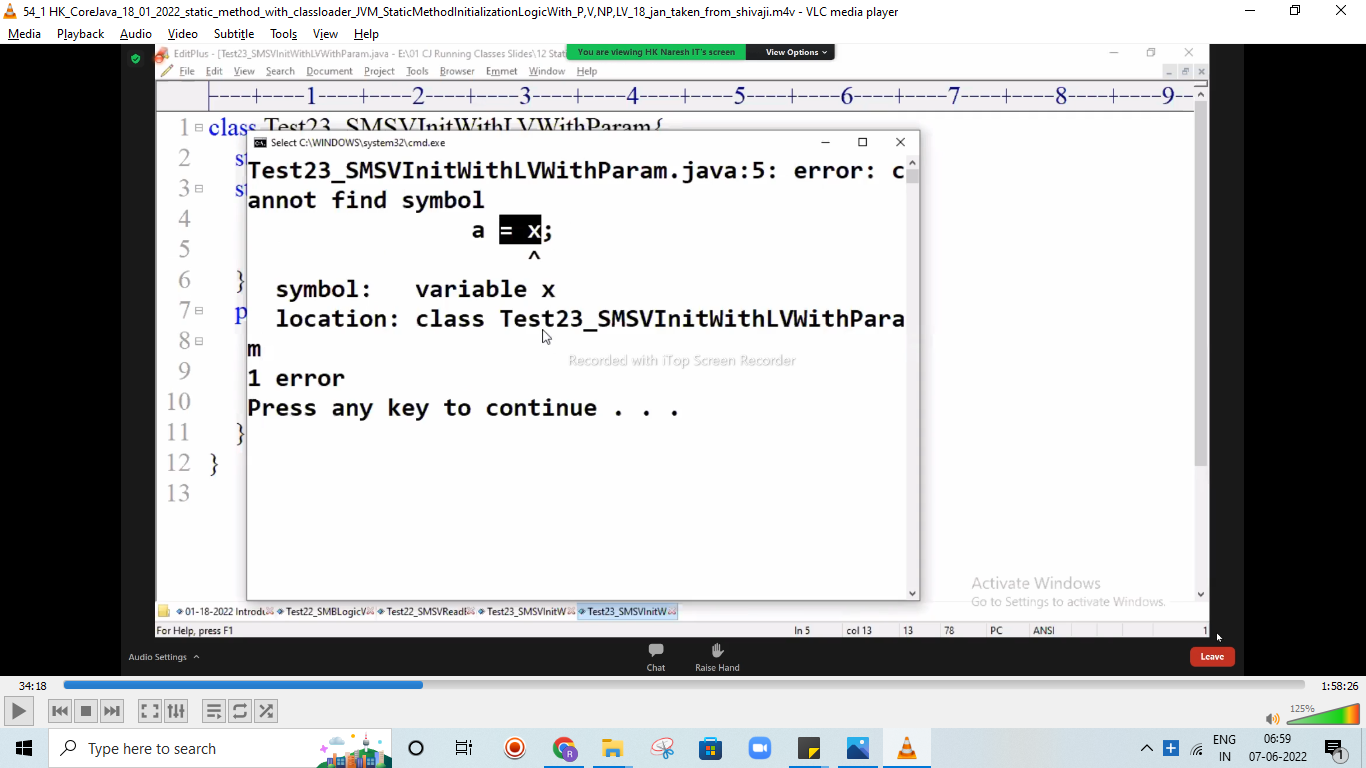 54_1 HK_CoreJava_18_01_2022_static_method_with_classloader_JVM_StaticMethodInitializationLogicWith_P,V,NP,LV_18_jan_taken_from_shivaji.m4v - VLC media player
Media Playback Audio Video Subtitle Tools View Help
EditPlus - [Test23_SMSVInitWithLVWithParam.java - E:\01 CJ Running Classes Slides\12 Stati
You are viewing HK Naresh IT's screen View Options
File Edit View Search Document Project Tools Browser Emmet Window Help
----+----1----+----2----+----3----+----4----+----5----+----6----+----7----+----8----+----9--
1 class Test23_SMSVInitWithLVWithParam{
Select C:\WINDOWS\system32\cmd.exe
2 st
3 st
4
5
6 }
7 p
8
9
10
11 }
12 }
13
Test23_SMSVInitWithLVWithParam.java:5: error: c
annot find symbol
a = x;
^
symbol: variable x
location: class Test23_SMSVInitWithLVWithPara
m
1 error
Press any key to continue . . .
Recorded with iTop Screen Recorder
Activate Windows
Go to Settings to activate Windows.
01-18-2022 Introdu Test22_SMBLogicV Test22_SMSVReadI Test23_SMSVInitW Test23_SMSVInitW
For Help, press F1 ln 5 col 13 13 78 PC ANSI 1
Audio Settings Chat Raise Hand Leave
34:18 1:58:26
125%
Type here to search
ENG 06:59
IN 07-06-2022 1